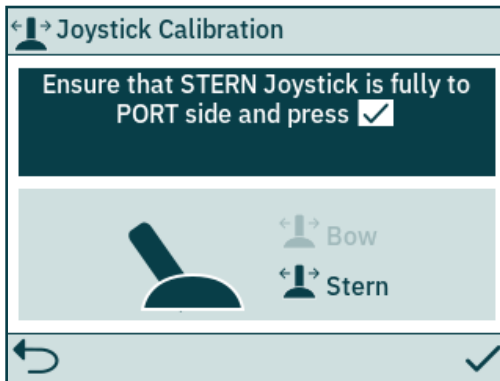 Joystick Calibration
Ensure that STERN Joystick is fully to
PORT side and press
Bow
Stern